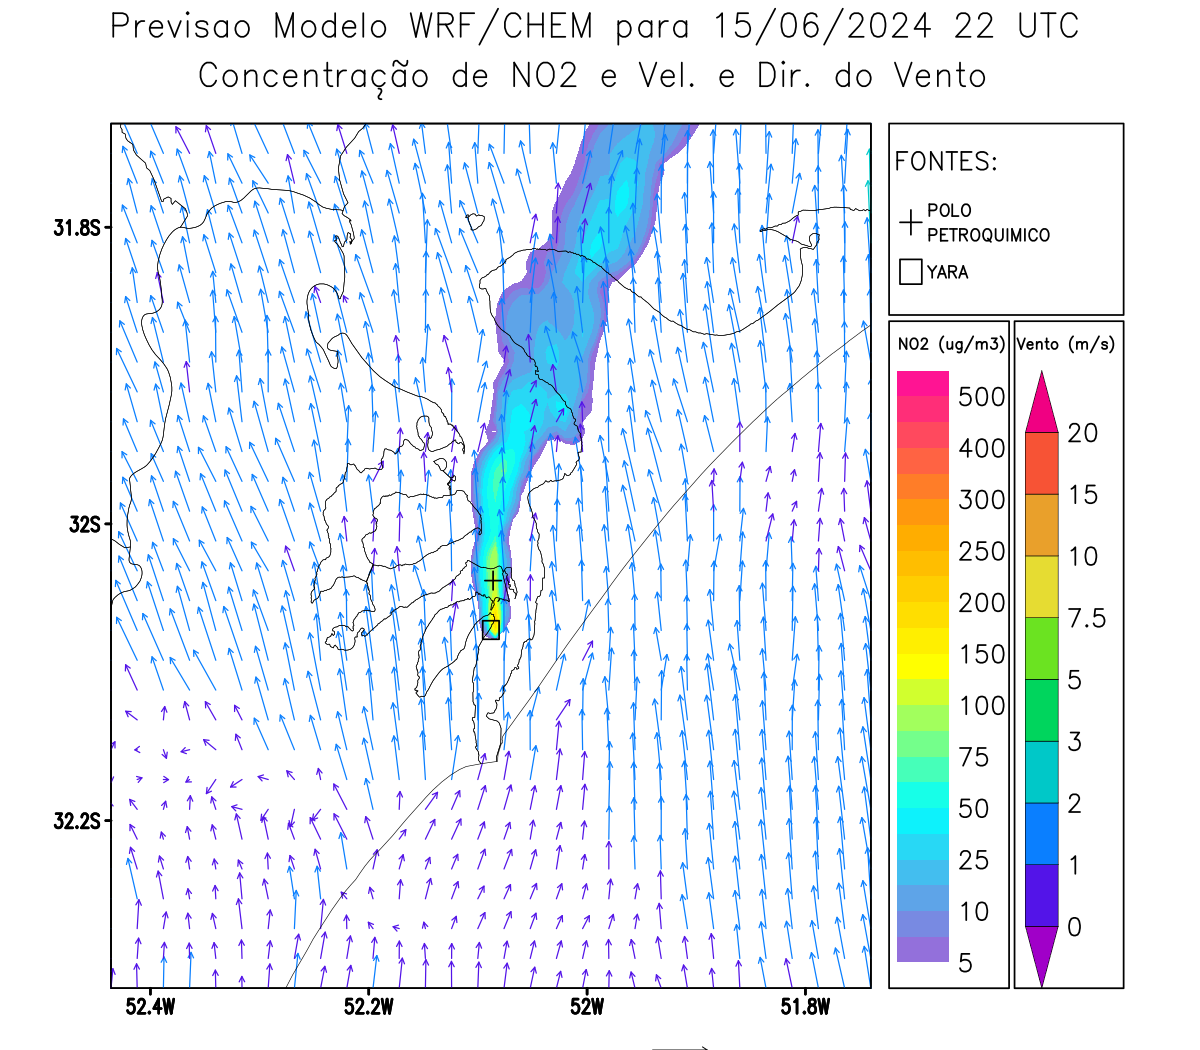 Previsao Modelo WRF/CHEM para 15/06/2024 22 UTC
Concentração de NO2 e Vel. e Dir. do Vento
FONTES:
POLO
PETROQUIMICO
YARA
31.8S
32S
32.2S
52.4W
52.2W
52W
51.8W
NO2 (ug/m3)
500
400
300
250
200
150
100
75
50
25
10
5
Vento (m/s)
20
15
10
7.5
5
3
2
1
0